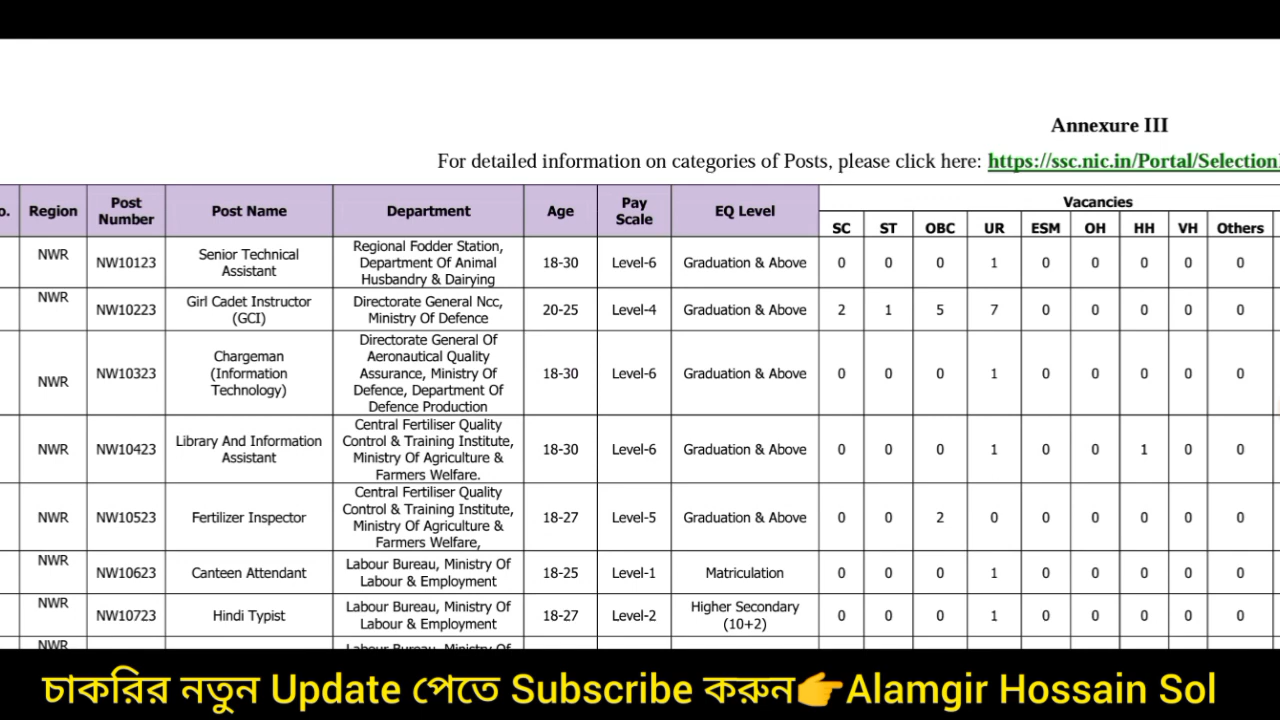 Annexure III
For detailed information on categories of Posts, please click here: https://ssc.nic.in/Portal/Selection
o. Region Post Number Post Name Department Age Pay Scale EQ Level Vacancies
SC ST OBC UR ESM OH HH VH Others
NWR NW10123 Senior Technical Assistant Regional Fodder Station, Department Of Animal Husbandry & Dairying 18-30 Level-6 Graduation & Above 0 0 0 1 0 0 0 0 0
NWR NW10223 Girl Cadet Instructor (GCI) Directorate General Ncc, Ministry Of Defence 20-25 Level-4 Graduation & Above 2 1 5 7 0 0 0 0 0
NWR NW10323 Chargeman (Information Technology) Directorate General Of Aeronautical Quality Assurance, Ministry Of Defence, Department Of Defence Production 18-30 Level-6 Graduation & Above 0 0 0 1 0 0 0 0 0
NWR NW10423 Library And Information Assistant Central Fertiliser Quality Control & Training Institute, Ministry Of Agriculture & Farmers Welfare. 18-30 Level-6 Graduation & Above 0 0 0 1 0 0 1 0 0
NWR NW10523 Fertilizer Inspector Central Fertiliser Quality Control & Training Institute, Ministry Of Agriculture & Farmers Welfare, 18-27 Level-5 Graduation & Above 0 0 2 0 0 0 0 0 0
NWR NW10623 Canteen Attendant Labour Bureau, Ministry Of Labour & Employment 18-25 Level-1 Matriculation 0 0 0 1 0 0 0 0 0
NWR NW10723 Hindi Typist Labour Bureau, Ministry Of Labour & Employment 18-27 Level-2 Higher Secondary (10+2) 0 0 0 1 0 0 0 0 0
NWR Labour Bureau, Ministry Of
চাকরির নতুন Update পেতে Subscribe করুন👉Alamgir Hossain Sol